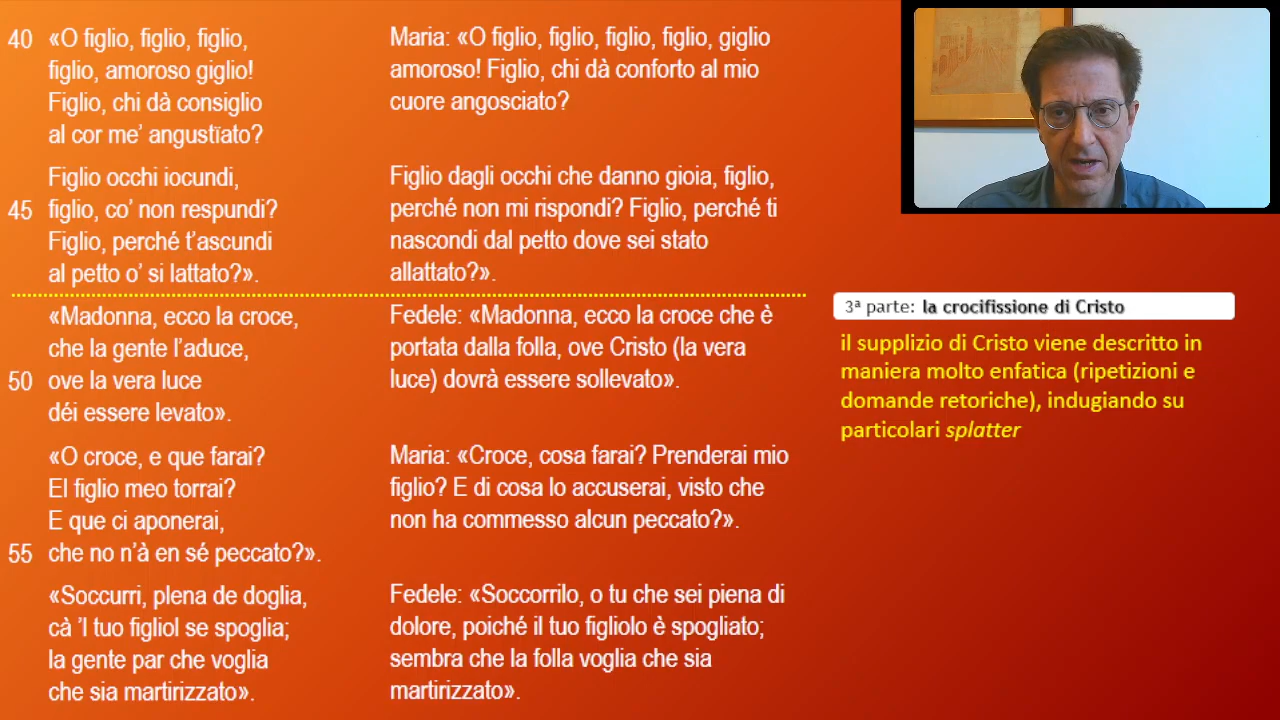 40 «O figlio, figlio, figlio,
figlio, amoroso giglio!
Figlio, chi dà consiglio
al cor me’ angustïato?
Figlio occhi iocundi,
45 figlio, co’ non respundi?
Figlio, perché t’ascundi
al petto o’ si lattato?».
«Madonna, ecco la croce,
che la gente l’aduce,
50 ove la vera luce
déi essere levato».
«O croce, e que farai?
El figlio meo torrai?
E que ci aponerai,
55 che no n’à en sé peccato?».
«Soccurri, plena de doglia,
cà ’l tuo figliol se spoglia;
la gente par che voglia
che sia martirizzato».
Maria: «O figlio, figlio, figlio, figlio, giglio
amoroso! Figlio, chi dà conforto al mio
cuore angosciato?
Figlio dagli occhi che danno gioia, figlio,
perché non mi rispondi? Figlio, perché ti
nascondi dal petto dove sei stato
allattato?».
Fedele: «Madonna, ecco la croce che è
portata dalla folla, ove Cristo (la vera
luce) dovrà essere sollevato».
Maria: «Croce, cosa farai? Prenderai mio
figlio? E di cosa lo accuserai, visto che
non ha commesso alcun peccato?».
Fedele: «Soccorrilo, o tu che sei piena di
dolore, poiché il tuo figliolo è spogliato;
sembra che la folla voglia che sia
martirizzato».
3ª parte: la crocifissione di Cristo
il supplizio di Cristo viene descritto in
maniera molto enfatica (ripetizioni e
domande retoriche), indugiando su
particolari splatter